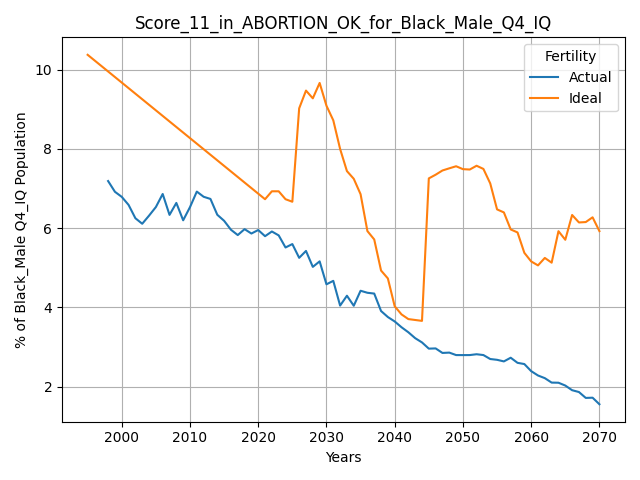 Score_11_in_ABORTION_OK_for_Black_Male_Q4_IQ
Fertility
Actual
Ideal
% of Black_Male Q4_IQ Population
10
8
6
4
2
2000 2010 2020 2030 2040 2050 2060 2070
Years